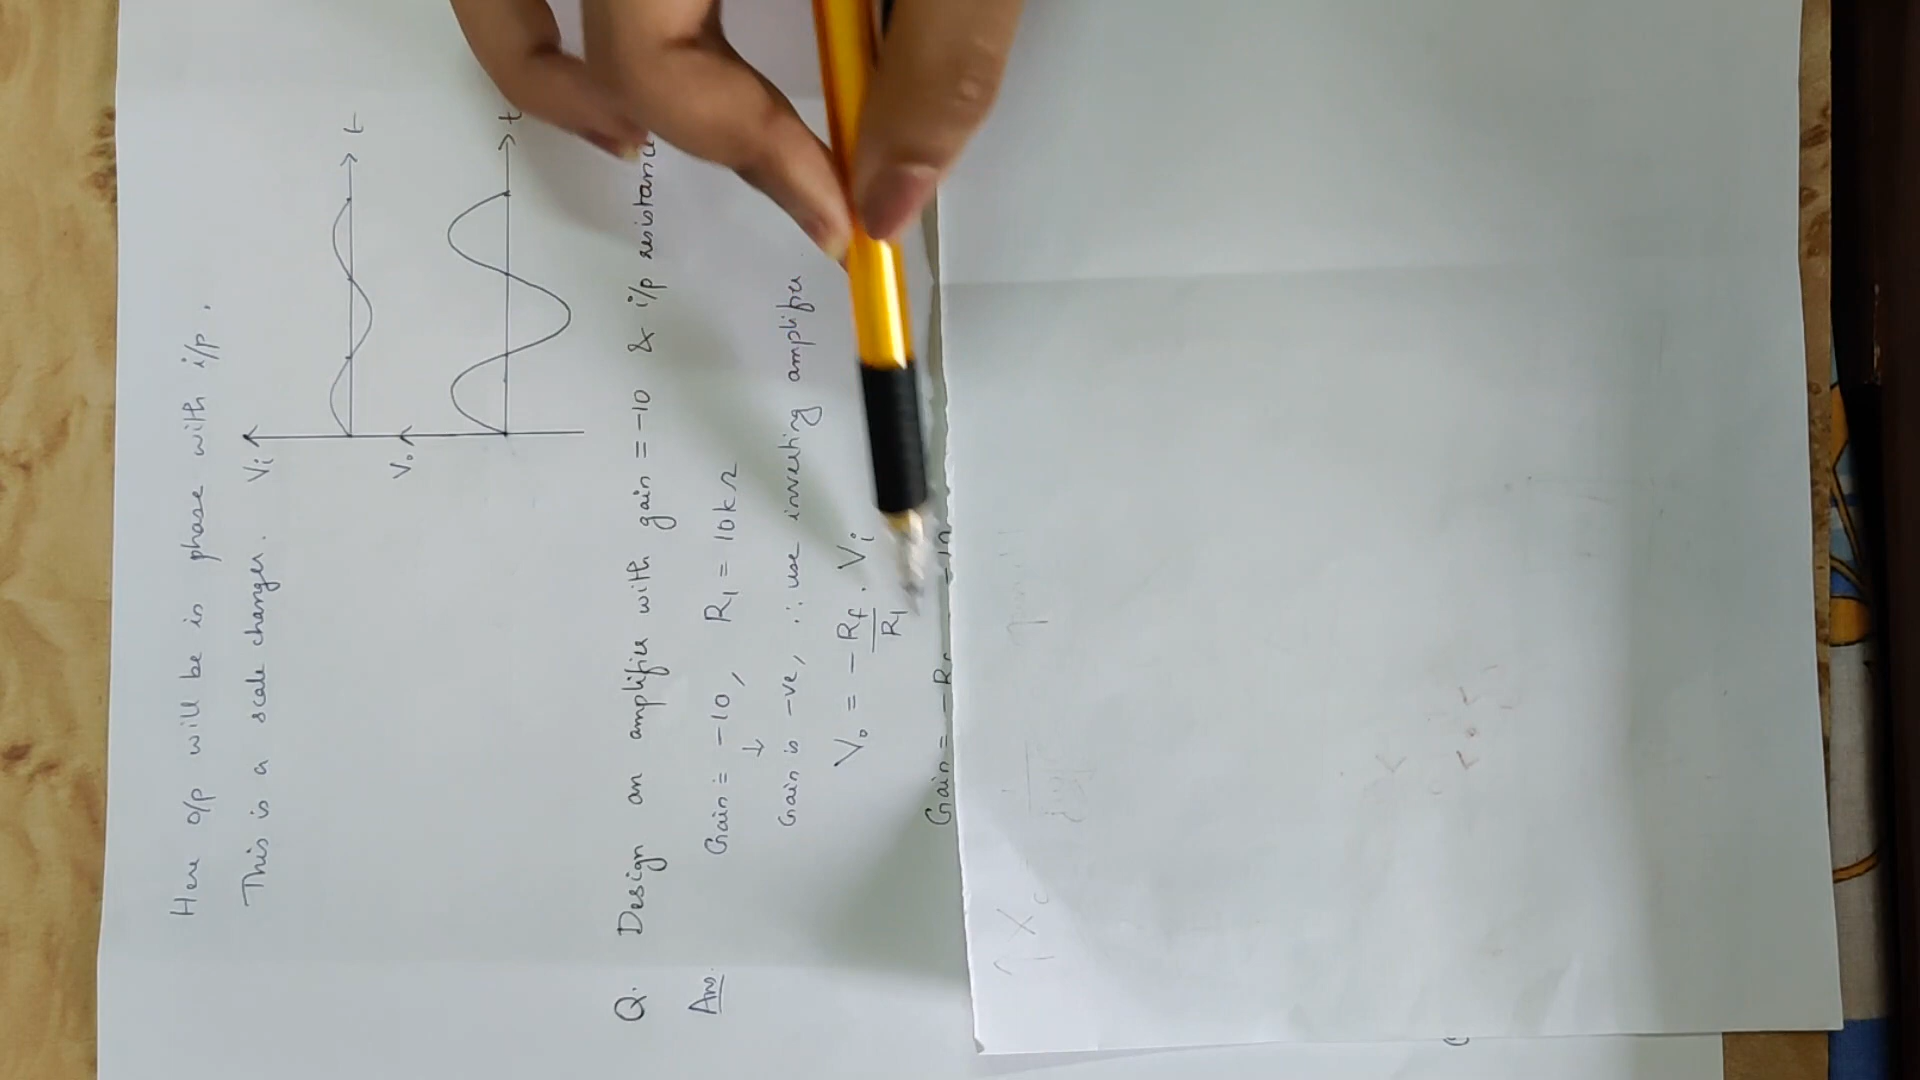 Here o/p will be in phase with i/p.
This is a scale changer.
Vi
t
Vo
t
Q. Design an amplifier with gain = -10 & i/p resistance
Ans. Gain = -10, R1 = 10kΩ
↓
Gain is -ve, ∴ use inverting amplifier.
Vo = -Rf/R1 . Vi
Gain =